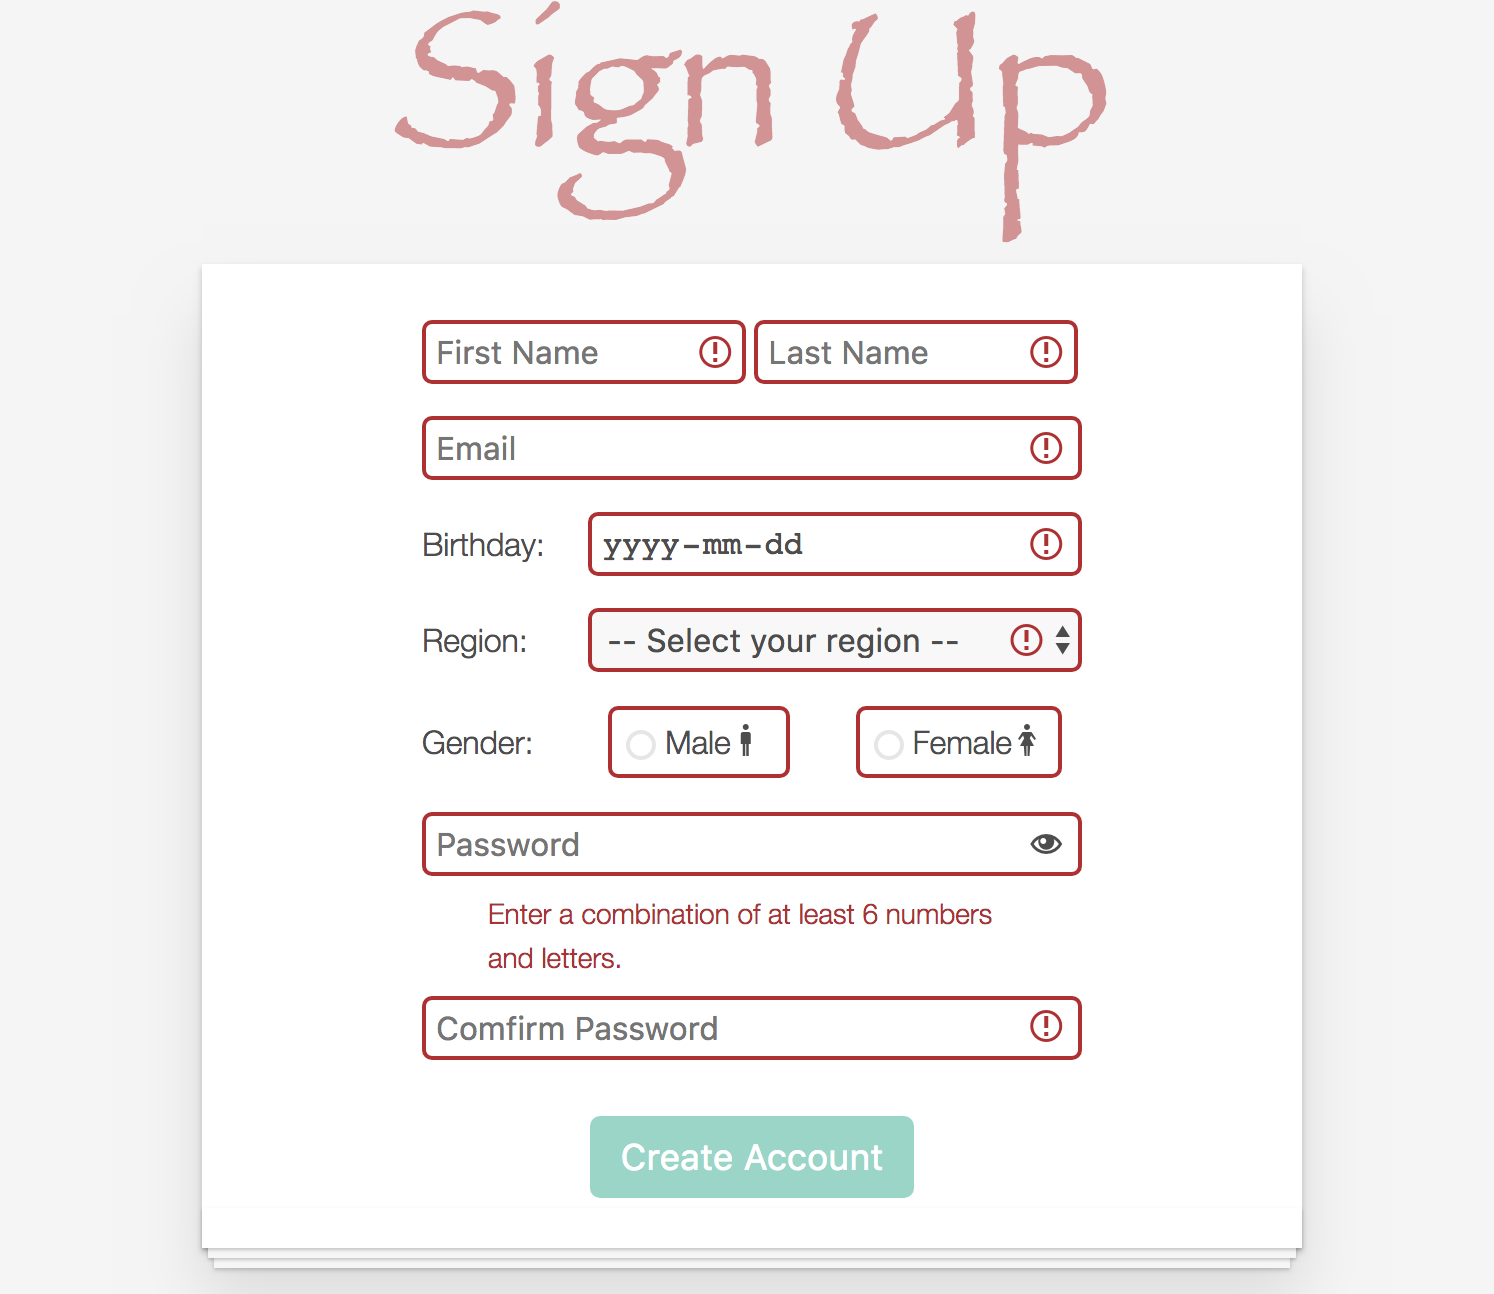 Sign Up
First Name Last Name
Email
Birthday: yyyy-mm-dd
Region: -- Select your region --
Gender: Male Female
Password
Enter a combination of at least 6 numbers
and letters.
Comfirm Password
Create Account